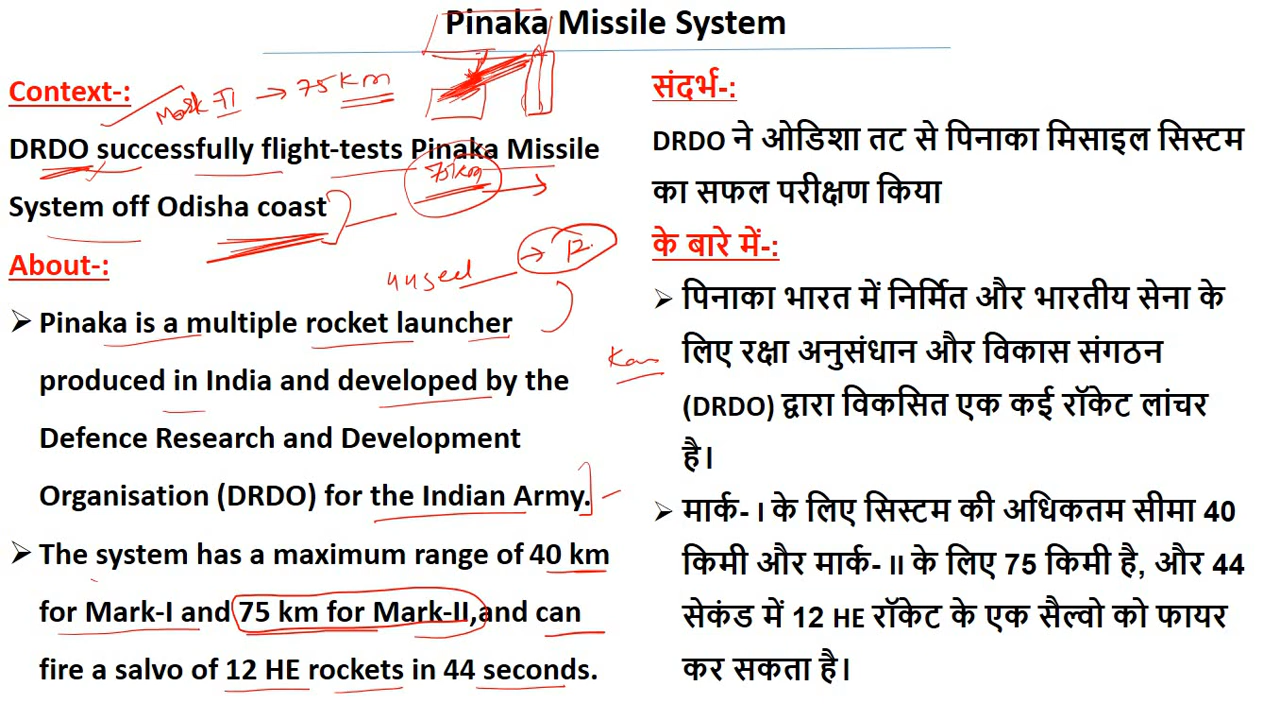 Pinaka Missile System
Context-:
Mark II → 75 km
DRDO successfully flight-tests Pinaka Missile
75 km
System off Odisha coast
About-:
44 sec → 12.
Pinaka is a multiple rocket launcher
produced in India and developed by the
Defence Research and Development
Organisation (DRDO) for the Indian Army.
The system has a maximum range of 40 km
for Mark-I and 75 km for Mark-II,and can
fire a salvo of 12 HE rockets in 44 seconds.
संदर्भ-:
DRDO ने ओडिशा तट से पिनाका मिसाइल सिस्टम
का सफल परीक्षण किया
के बारे में-:
पिनाका भारत में निर्मित और भारतीय सेना के
लिए रक्षा अनुसंधान और विकास संगठन
(DRDO) द्वारा विकसित एक कई रॉकेट लांचर
है।
मार्क- I के लिए सिस्टम की अधिकतम सीमा 40
किमी और मार्क- II के लिए 75 किमी है, और 44
सेकंड में 12 HE रॉकेट के एक सैल्वो को फायर
कर सकता है।